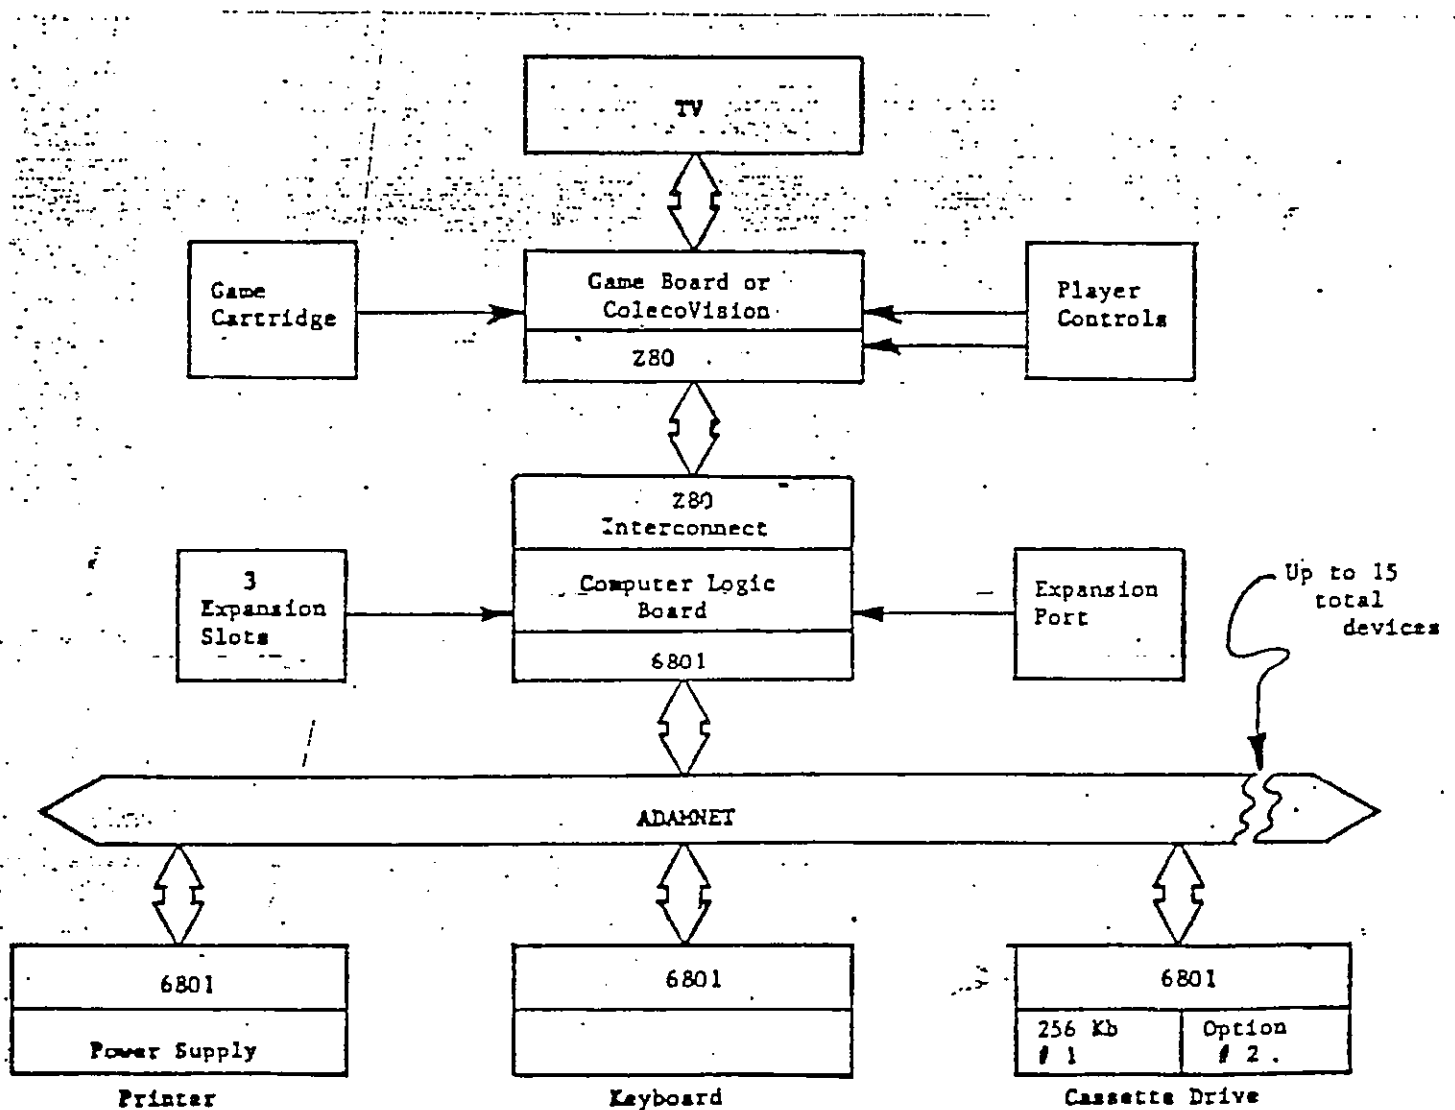 TV
Game
Cartridge
Game Board or
ColecoVision
Z80
Player
Controls
Z80
Interconnect
Computer Logic
Board
6801
3
Expansion
Slots
Expansion
Port
Up to 15
total
devices
ADAMNET
6801
Power Supply
Printer
6801
Keyboard
6801
256 Kb
# 1
Option
# 2.
Cassette Drive